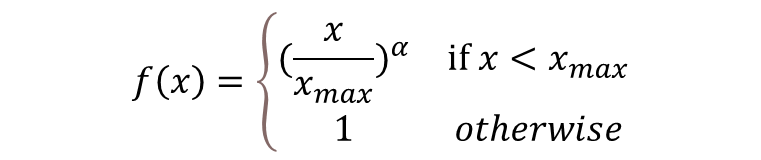 f(x) = { (x / x_max)^α if x < x_max
1 otherwise